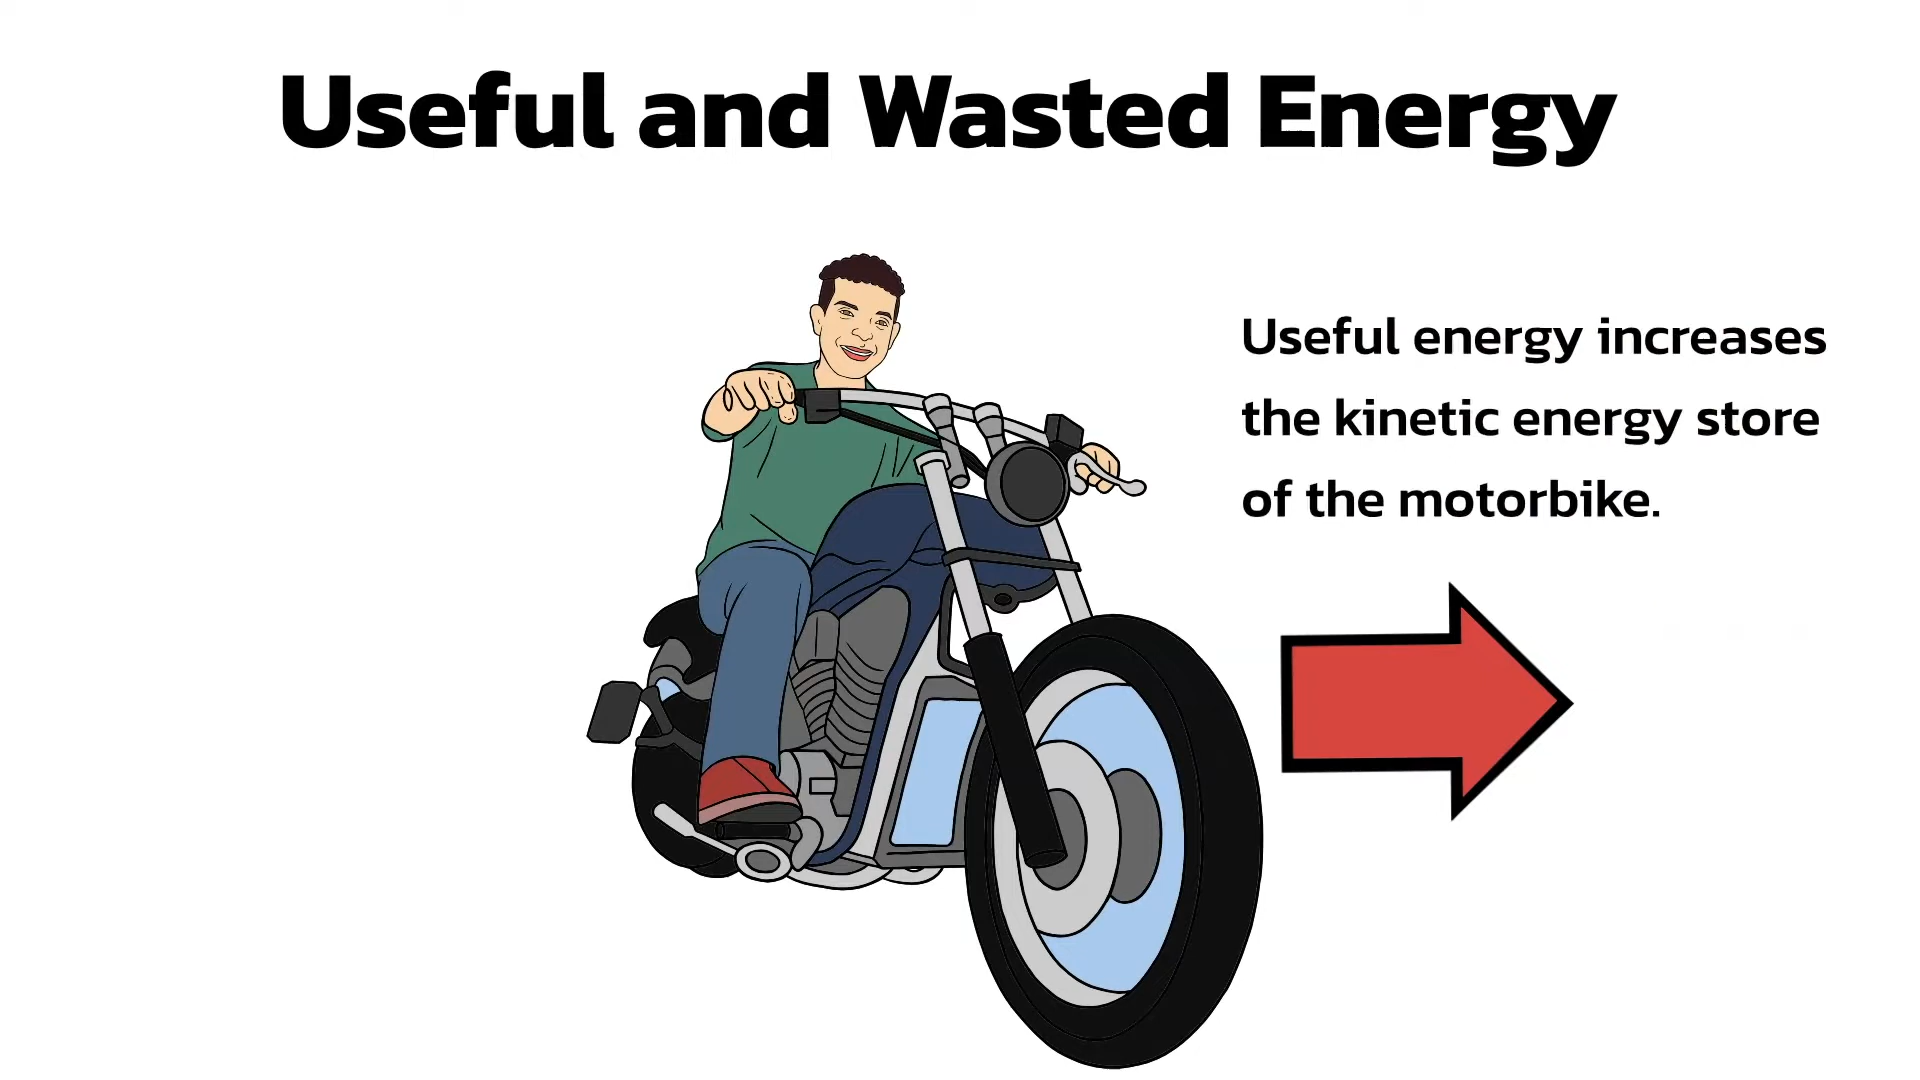 Useful and Wasted Energy
Useful energy increases
the kinetic energy store
of the motorbike.